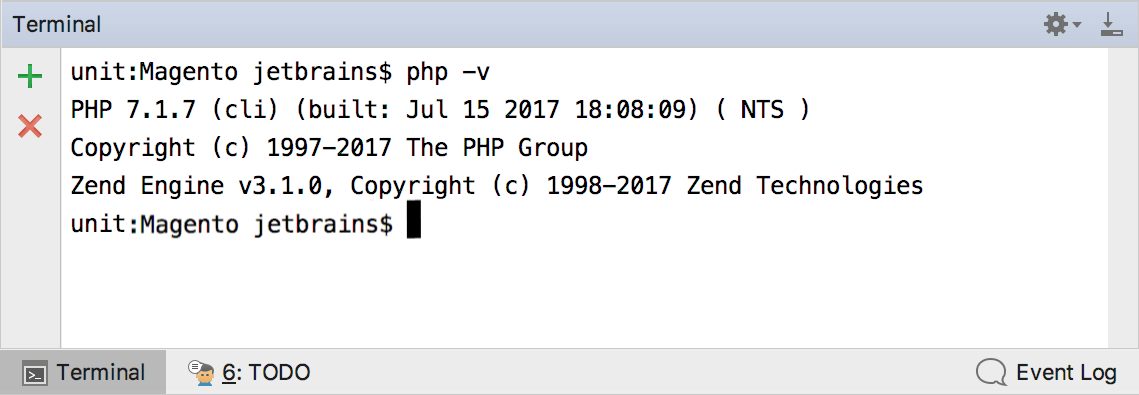 Terminal
unit:Magento jetbrains$ php -v
PHP 7.1.7 (cli) (built: Jul 15 2017 18:08:09) ( NTS )
Copyright (c) 1997-2017 The PHP Group
Zend Engine v3.1.0, Copyright (c) 1998-2017 Zend Technologies
unit:Magento jetbrains$
Terminal 6: TODO Event Log